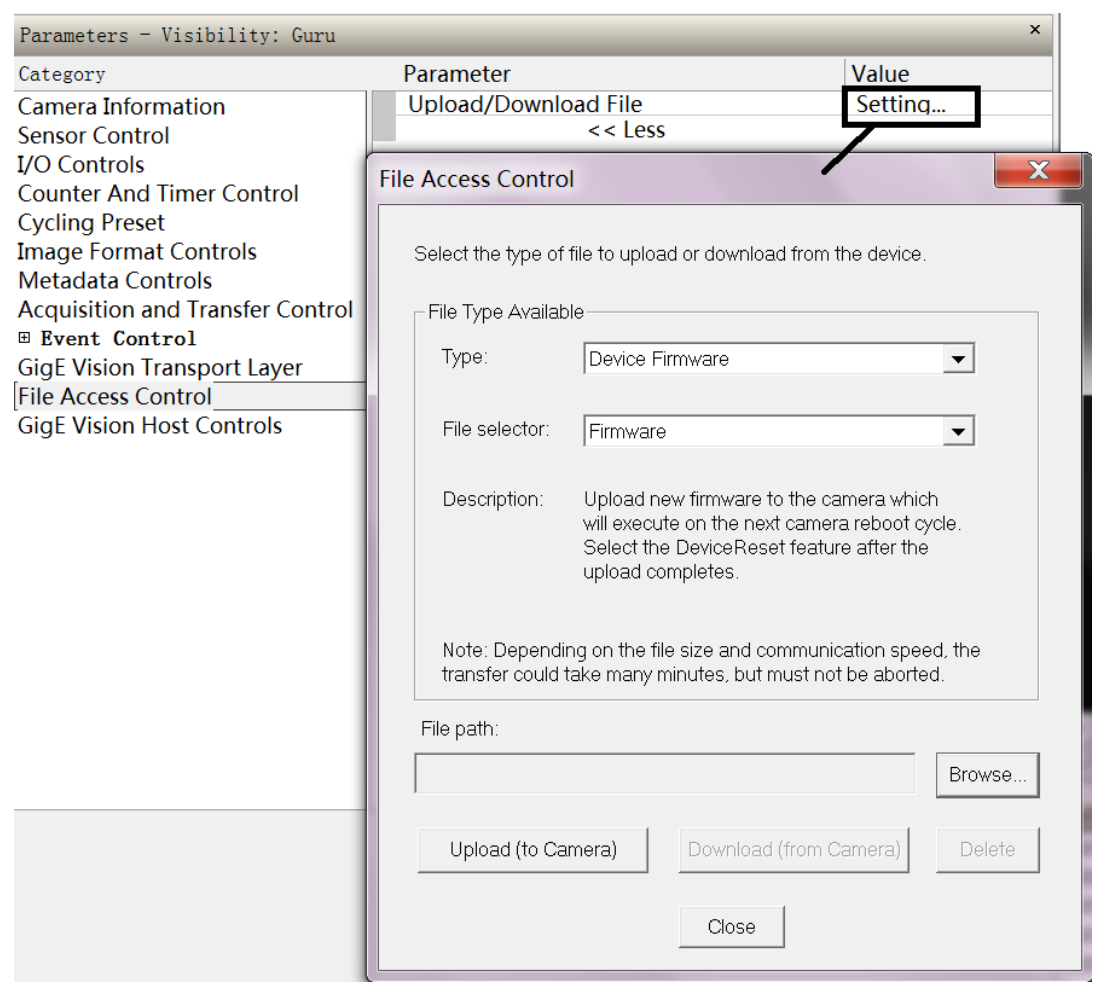 Parameters - Visibility: Guru
×
Category
Parameter
Value
Camera Information
Upload/Download File
Setting...
Sensor Control
<< Less
I/O Controls
Counter And Timer Control
Cycling Preset
Image Format Controls
Metadata Controls
Acquisition and Transfer Control
Event Control
GigE Vision Transport Layer
File Access Control
GigE Vision Host Controls
File Access Control
X
Select the type of file to upload or download from the device.
File Type Available
Type:
Device Firmware
File selector:
Firmware
Description:
Upload new firmware to the camera which
will execute on the next camera reboot cycle.
Select the DeviceReset feature after the
upload completes.
Note: Depending on the file size and communication speed, the
transfer could take many minutes, but must not be aborted.
File path:
Browse...
Upload (to Camera)
Download (from Camera)
Delete
Close